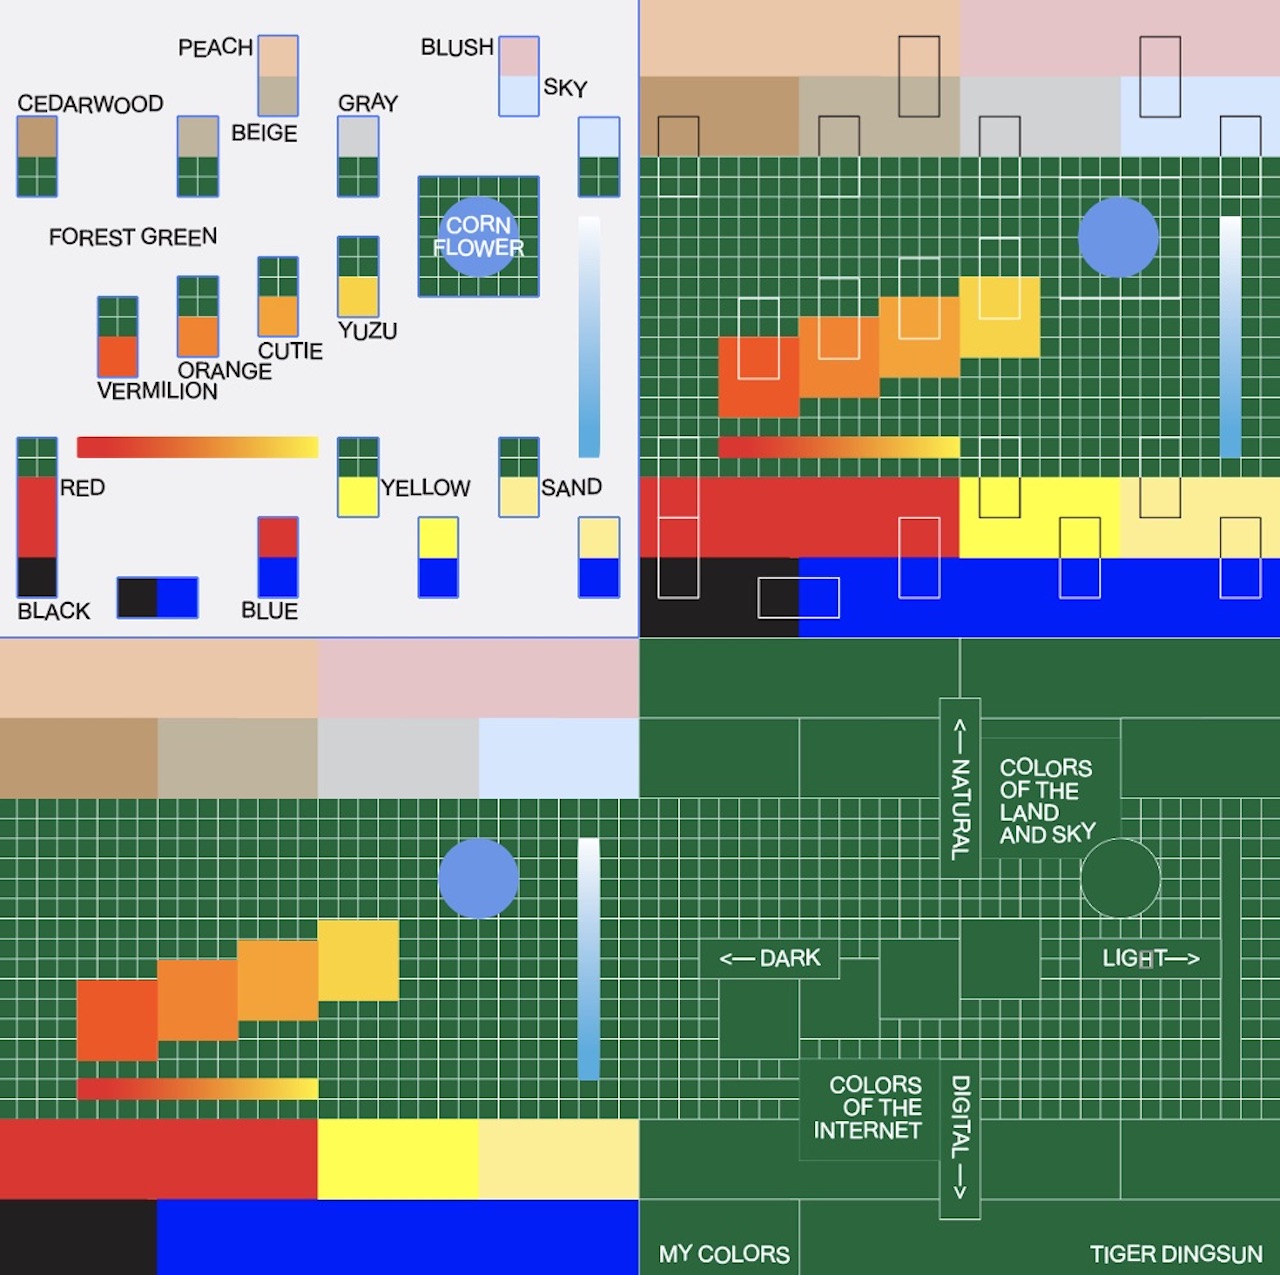 PEACH
BLUSH
SKY
CEDARWOOD
GRAY
BEIGE
CORN
FLOWER
FOREST GREEN
YUZU
CUTIE
ORANGE
VERMILION
RED
YELLOW
SAND
BLACK
BLUE
<— NATURAL
COLORS
OF THE
LAND
AND SKY
<— DARK
LIGHT—>
COLORS
OF THE
INTERNET
DIGITAL —>
MY COLORS
TIGER DINGSUN